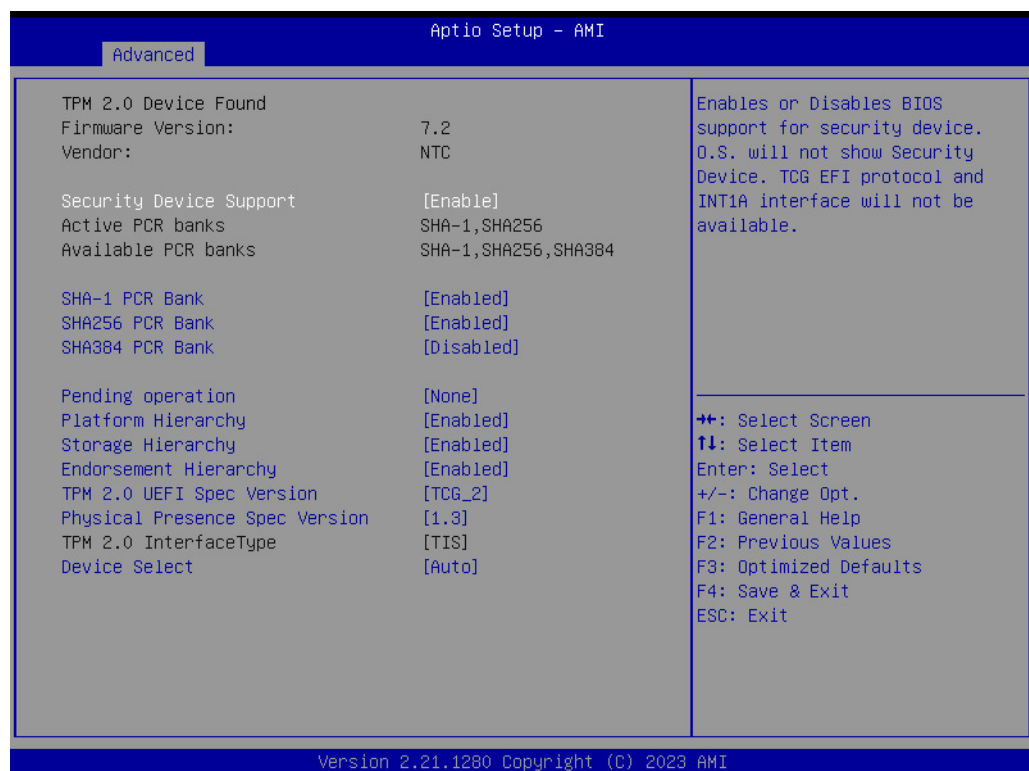 Aptio Setup – AMI
Advanced
TPM 2.0 Device Found
Firmware Version: 7.2
Vendor: NTC
Security Device Support [Enable]
Active PCR banks SHA-1,SHA256
Available PCR banks SHA-1,SHA256,SHA384
SHA-1 PCR Bank [Enabled]
SHA256 PCR Bank [Enabled]
SHA384 PCR Bank [Disabled]
Pending operation [None]
Platform Hierarchy [Enabled]
Storage Hierarchy [Enabled]
Endorsement Hierarchy [Enabled]
TPM 2.0 UEFI Spec Version [TCG_2]
Physical Presence Spec Version [1.3]
TPM 2.0 InterfaceType [TIS]
Device Select [Auto]
Enables or Disables BIOS
support for security device.
O.S. will not show Security
Device. TCG EFI protocol and
INT1A interface will not be
available.
→←: Select Screen
↑↓: Select Item
Enter: Select
+/-: Change Opt.
F1: General Help
F2: Previous Values
F3: Optimized Defaults
F4: Save & Exit
ESC: Exit
Version 2.21.1280 Copyright (C) 2023 AMI